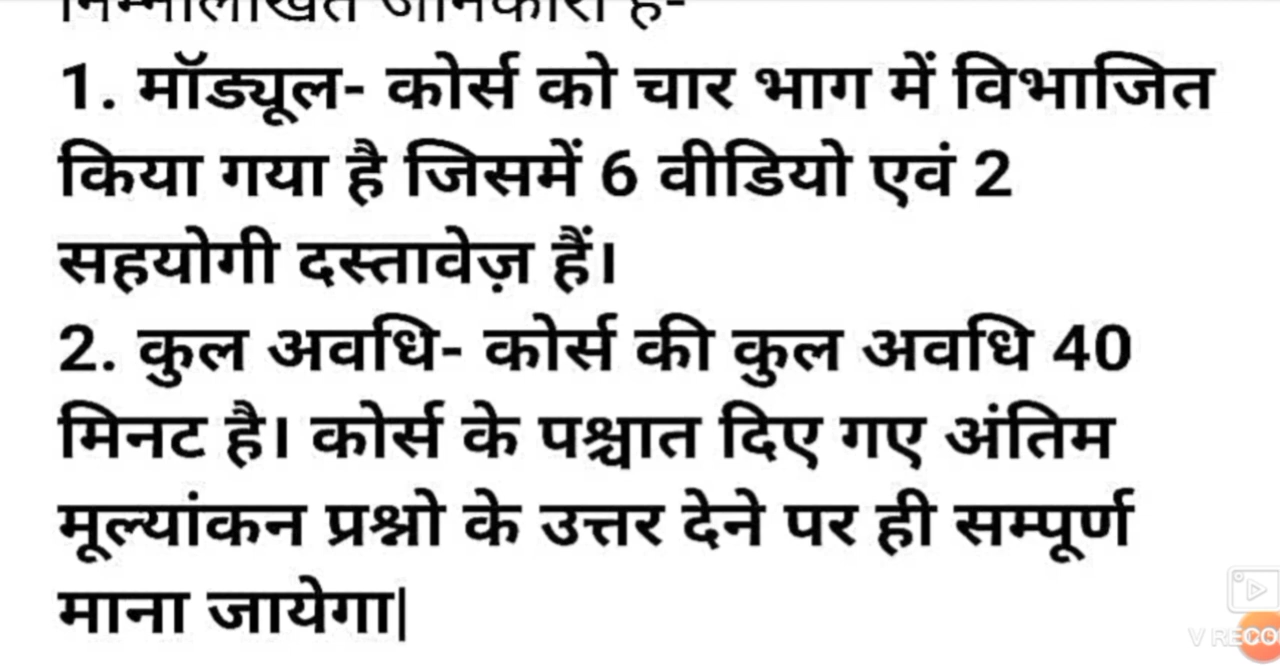 1. मॉड्यूल- कोर्स को चार भाग में विभाजित
किया गया है जिसमें 6 वीडियो एवं 2
सहयोगी दस्तावेज़ हैं।
2. कुल अवधि- कोर्स की कुल अवधि 40
मिनट है। कोर्स के पश्चात दिए गए अंतिम
मूल्यांकन प्रश्नो के उत्तर देने पर ही सम्पूर्ण
माना जायेगा|
V RECO